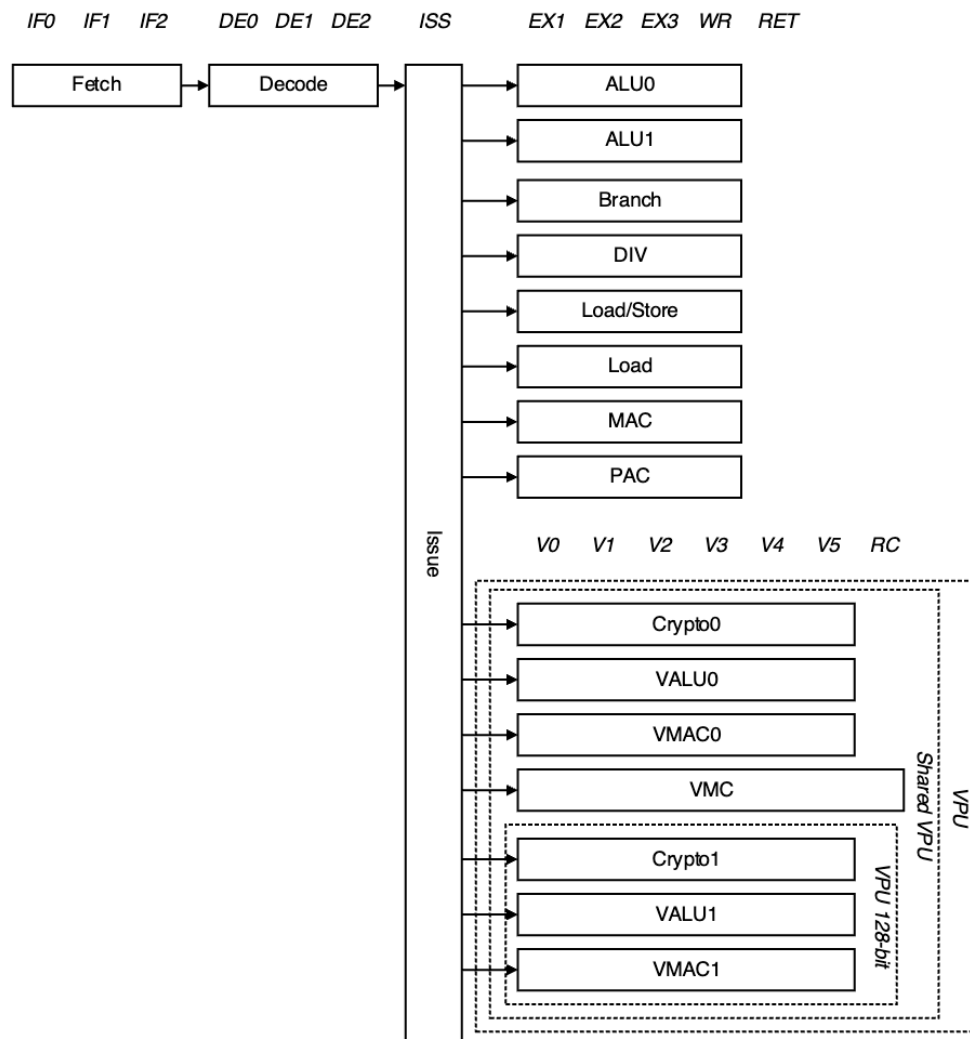 IF0 IF1 IF2 DE0 DE1 DE2 ISS EX1 EX2 EX3 WR RET
Fetch Decode ALU0
ALU1
Branch
DIV
Load/Store
Load
MAC
PAC
Issue
V0 V1 V2 V3 V4 V5 RC
Crypto0
VALU0
VMAC0
VMC
Crypto1
VALU1
VMAC1
VPU 128-bit
Shared VPU
VPU